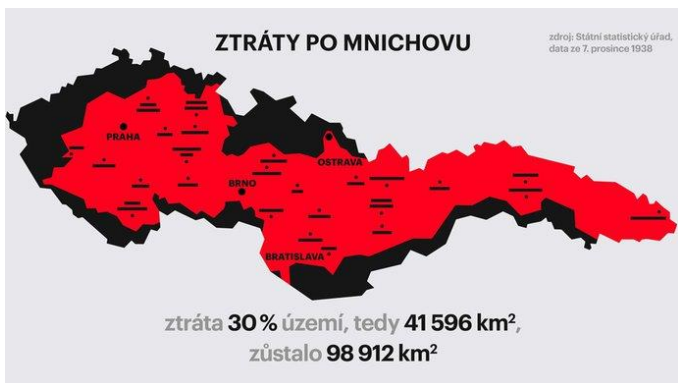 ZTRÁTY PO MNICHOVU
zdroj: Státní statistický úřad,
data ze 7. prosince 1938
PRAHA
OSTRAVA
BRNO
BRATISLAVA
ztráta 30 % území, tedy 41 596 km²,
zůstalo 98 912 km²